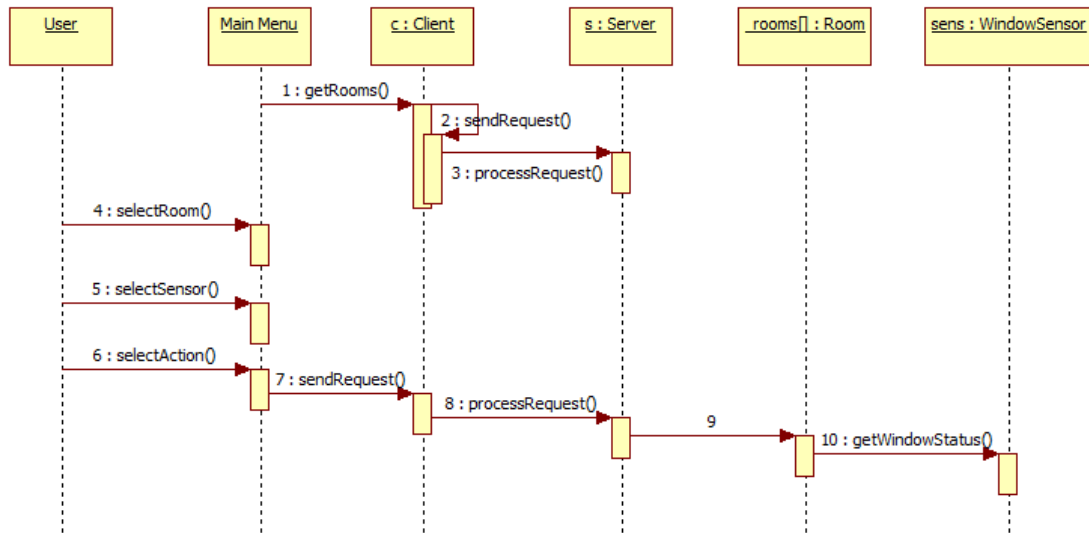 User
Main Menu
c : Client
s : Server
rooms[] : Room
sens : WindowSensor
1 : getRooms()
2 : sendRequest()
3 : processRequest()
4 : selectRoom()
5 : selectSensor()
6 : selectAction()
7 : sendRequest()
8 : processRequest()
9
10 : getWindowStatus()